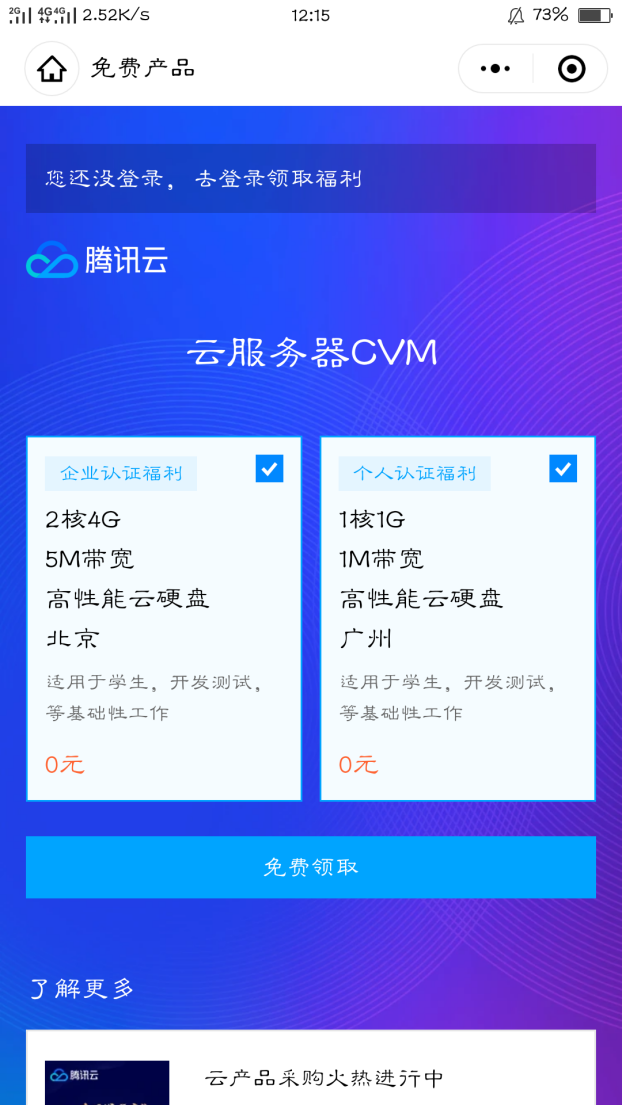 2G 4G 4G 2.52K/s 12:15 73%
免费产品
您还没登录，去登录领取福利
腾讯云
云服务器CVM
企业认证福利
2核4G
5M带宽
高性能云硬盘
北京
适用于学生，开发测试，
等基础性工作
0元
个人认证福利
1核1G
1M带宽
高性能云硬盘
广州
适用于学生，开发测试，
等基础性工作
0元
免费领取
了解更多
腾讯云
云产品采购火热进行中